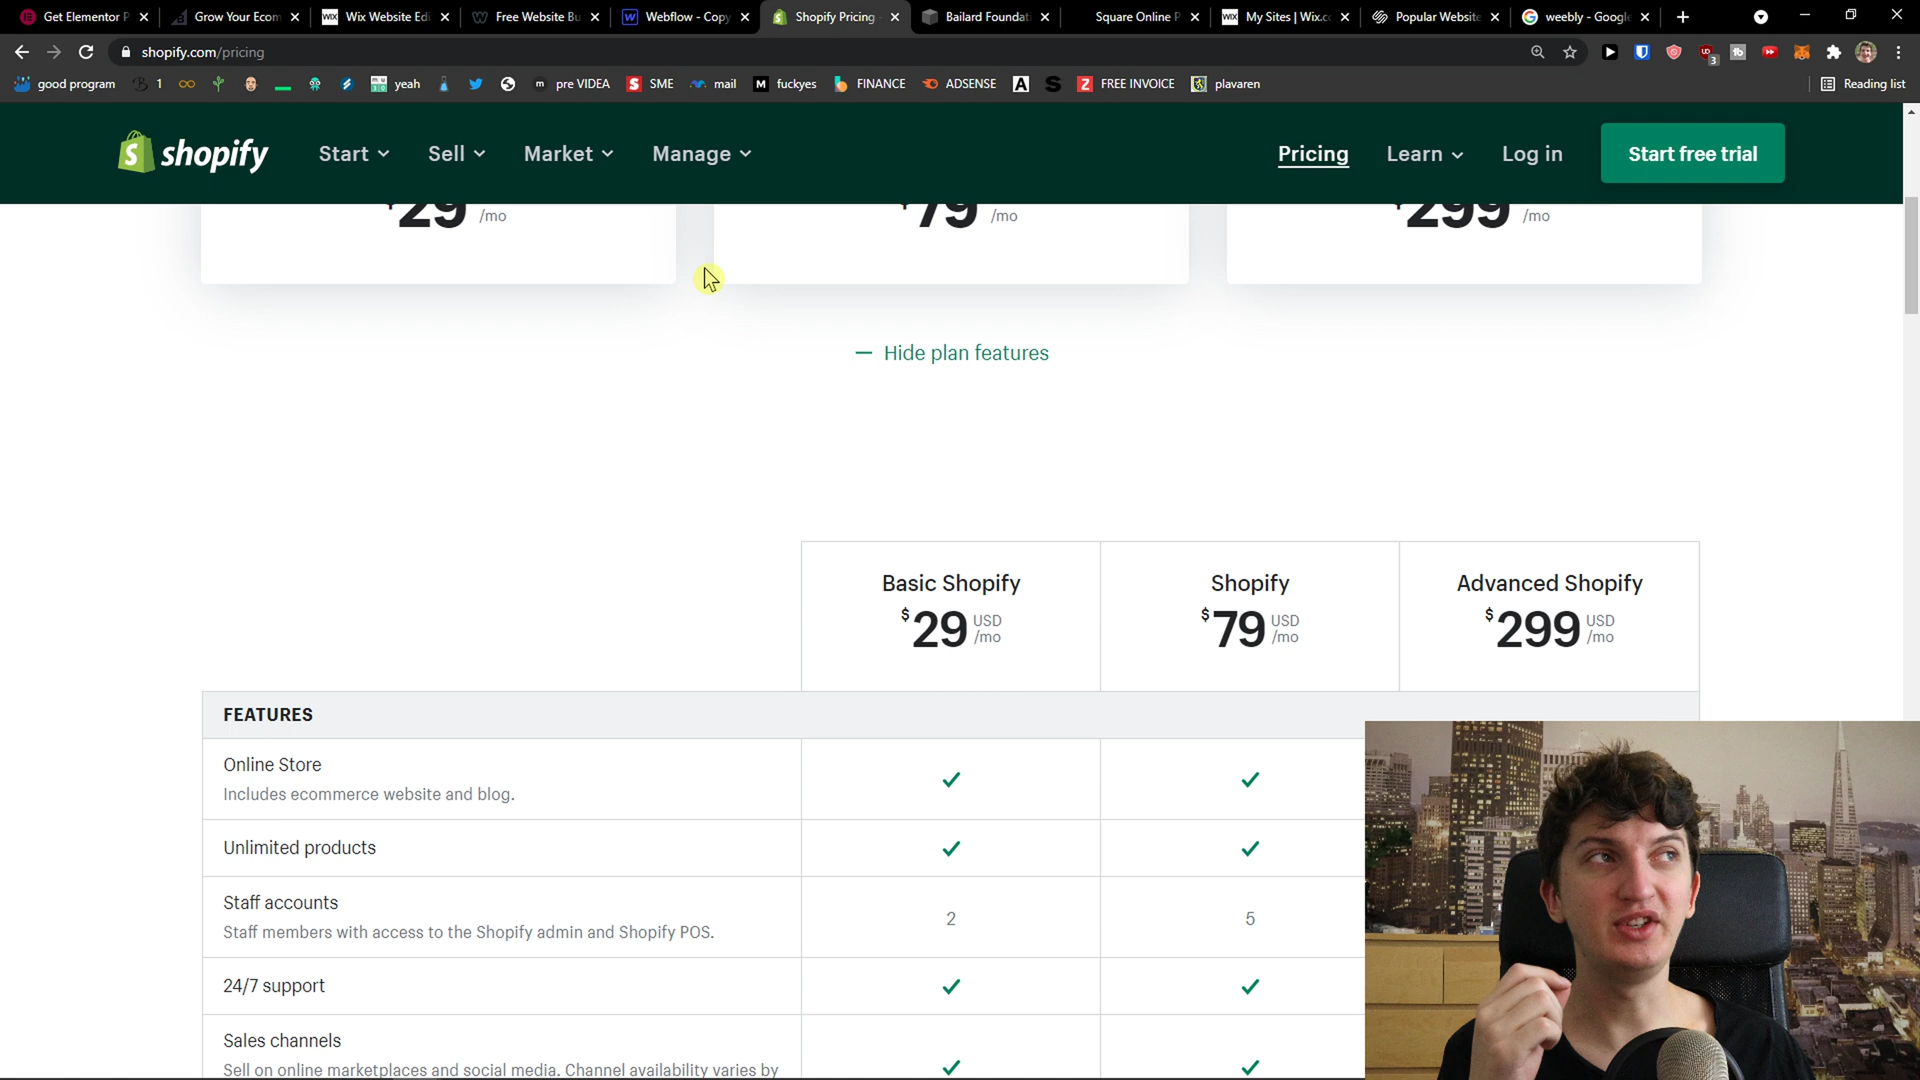 Get Elementor P
Grow Your Ecom
Wix Website Edi
Free Website Bu
Webflow - Copy
Shopify Pricing
Bailard Foundat
Square Online P
My Sites | Wix.c
Popular Website
weebly - Google
shopify.com/pricing
good program
1
yeah
pre VIDEA
SME
mail
fuckyes
FINANCE
ADSENSE
FREE INVOICE
plavaren
Reading list
shopify
Start
Sell
Market
Manage
Pricing
Learn
Log in
Start free trial
$29 /mo
$79 /mo
$299 /mo
— Hide plan features
Basic Shopify
$29 USD /mo
Shopify
$79 USD /mo
Advanced Shopify
$299 USD /mo
FEATURES
Online Store
Includes ecommerce website and blog.
Unlimited products
Staff accounts
Staff members with access to the Shopify admin and Shopify POS.
2
5
24/7 support
Sales channels
Sell on online marketplaces and social media. Channel availability varies by